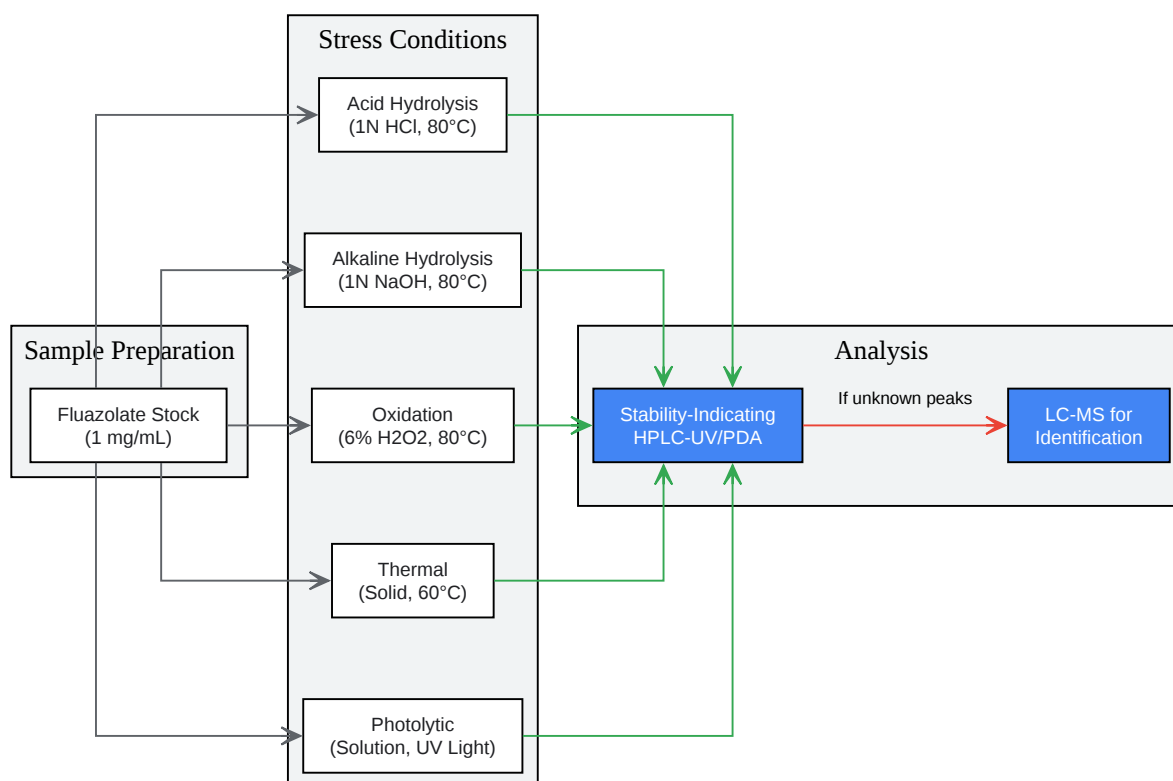 Stress Conditions
Acid Hydrolysis
(1N HCl, 80°C)
Alkaline Hydrolysis
(1N NaOH, 80°C)
Sample Preparation
Fluazolate Stock
(1 mg/mL)
Oxidation
(6% H2O2, 80°C)
Thermal
(Solid, 60°C)
Photolytic
(Solution, UV Light)
Analysis
Stability-Indicating
HPLC-UV/PDA
If unknown peaks
LC-MS for
Identification